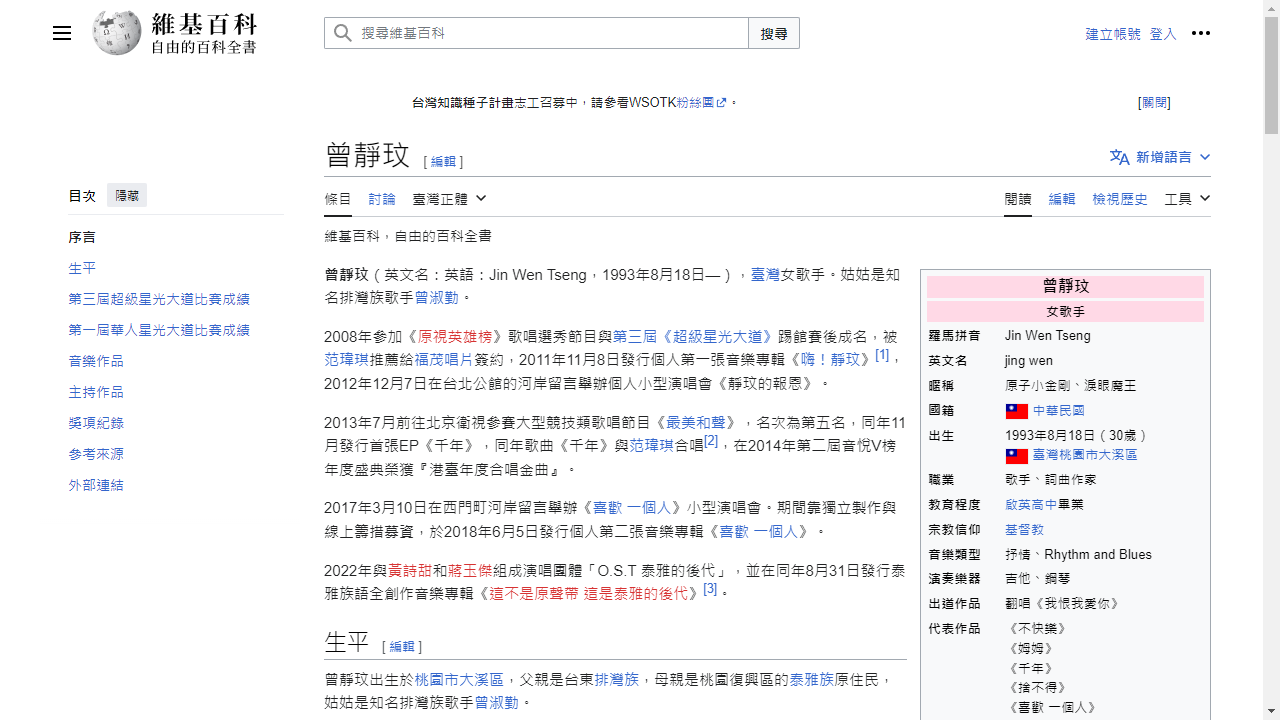 維基百科
自由的百科全書
搜尋維基百科
搜尋
建立帳號 登入
台灣知識種子計畫志工召募中，請參看WSOTK粉絲團。
[關閉]
曾靜玟 [ 編輯 ]
新增語言
目次 隱藏
序言
生平
第三屆超級星光大道比賽成績
第一屆華人星光大道比賽成績
音樂作品
主持作品
獎項紀錄
參考來源
外部連結
條目 討論 臺灣正體
閱讀 編輯 檢視歷史 工具
維基百科，自由的百科全書
曾靜玟（英文名：英語：Jin Wen Tseng，1993年8月18日—），臺灣女歌手。姑姑是知
名排灣族歌手曾淑勤。
2008年參加《原視英雄榜》歌唱選秀節目與第三屆《超級星光大道》踢館賽後成名，被
范瑋琪推薦給福茂唱片簽約，2011年11月8日發行個人第一張音樂專輯《嗨！靜玟》[1]，
2012年12月7日在台北公館的河岸留言舉辦個人小型演唱會《靜玟的報恩》。
2013年7月前往北京衛視參賽大型競技類歌唱節目《最美和聲》，名次為第五名，同年11
月發行首張EP《千年》，同年歌曲《千年》與范瑋琪合唱[2]，在2014年第二屆音悅V榜
年度盛典榮獲『港臺年度合唱金曲』。
2017年3月10日在西門町河岸留言舉辦《喜歡 一個人》小型演唱會。期間靠獨立製作與
線上籌措募資，於2018年6月5日發行個人第二張音樂專輯《喜歡 一個人》。
2022年與黃詩甜和蔣玉傑組成演唱團體「O.S.T 泰雅的後代」，並在同年8月31日發行泰
雅族語全創作音樂專輯《這不是原聲帶 這是泰雅的後代》[3]。
生平 [ 編輯 ]
曾靜玟出生於桃園市大溪區，父親是台東排灣族，母親是桃園復興區的泰雅族原住民，
姑姑是知名排灣族歌手曾淑勤。
曾靜玟
女歌手
羅馬拼音 Jin Wen Tseng
英文名 jing wen
暱稱 原子小金剛、淚眼魔王
國籍 中華民國
出生 1993年8月18日（30歲）
臺灣桃園市大溪區
職業 歌手、詞曲作家
教育程度 啟英高中畢業
宗教信仰 基督教
音樂類型 抒情、Rhythm and Blues
演奏樂器 吉他、鋼琴
出道作品 翻唱《我恨我愛你》
代表作品 《不快樂》
《姆姆》
《千年》
《捨不得》
《喜歡 一個人》